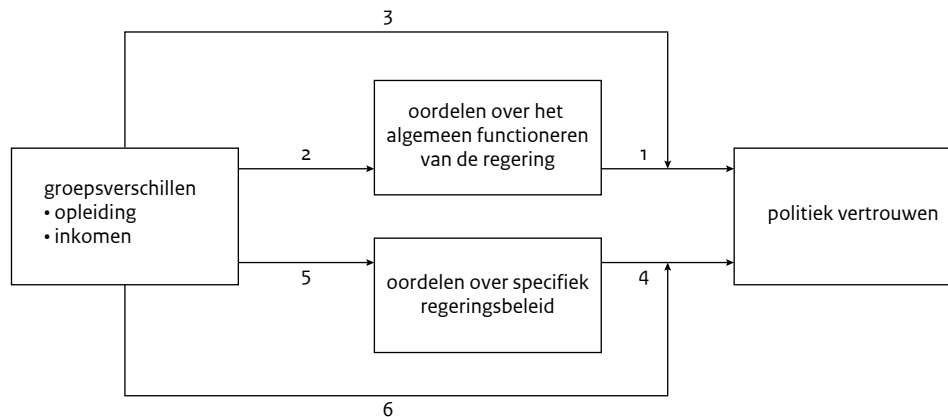 3
oordelen over het
algemeen functioneren
van de regering
2
1
groepsverschillen
• opleiding
• inkomen
politiek vertrouwen
5
oordelen over specifiek
regeringsbeleid
4
6